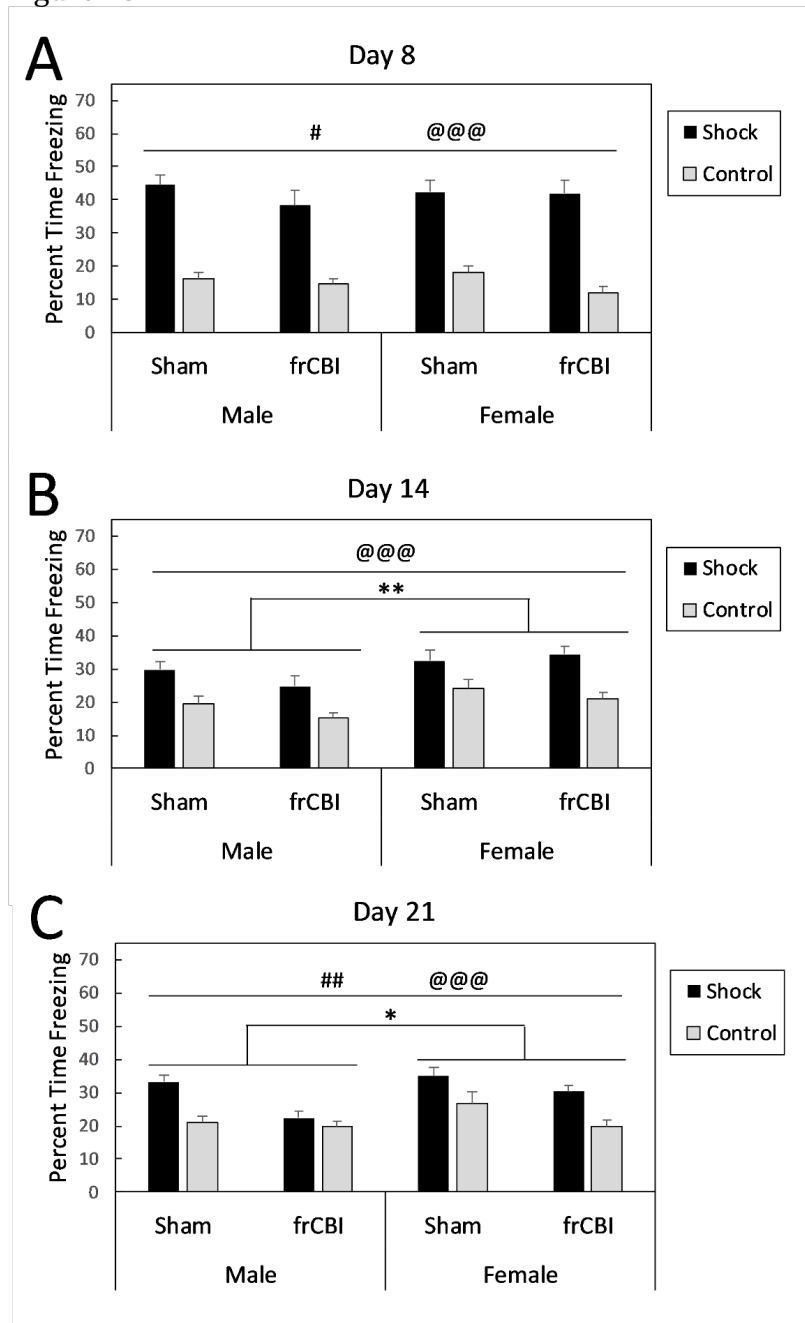 A
Day 8
Percent Time Freezing
70
60
50
40
30
20
10
0
# @@@
Shock
Control
Sham frCBI Sham frCBI
Male Female
B
Day 14
Percent Time Freezing
70
60
50
40
30
20
10
0
@@@
**
Shock
Control
Sham frCBI Sham frCBI
Male Female
C
Day 21
Percent Time Freezing
70
60
50
40
30
20
10
0
## @@@
*
Shock
Control
Sham frCBI Sham frCBI
Male Female